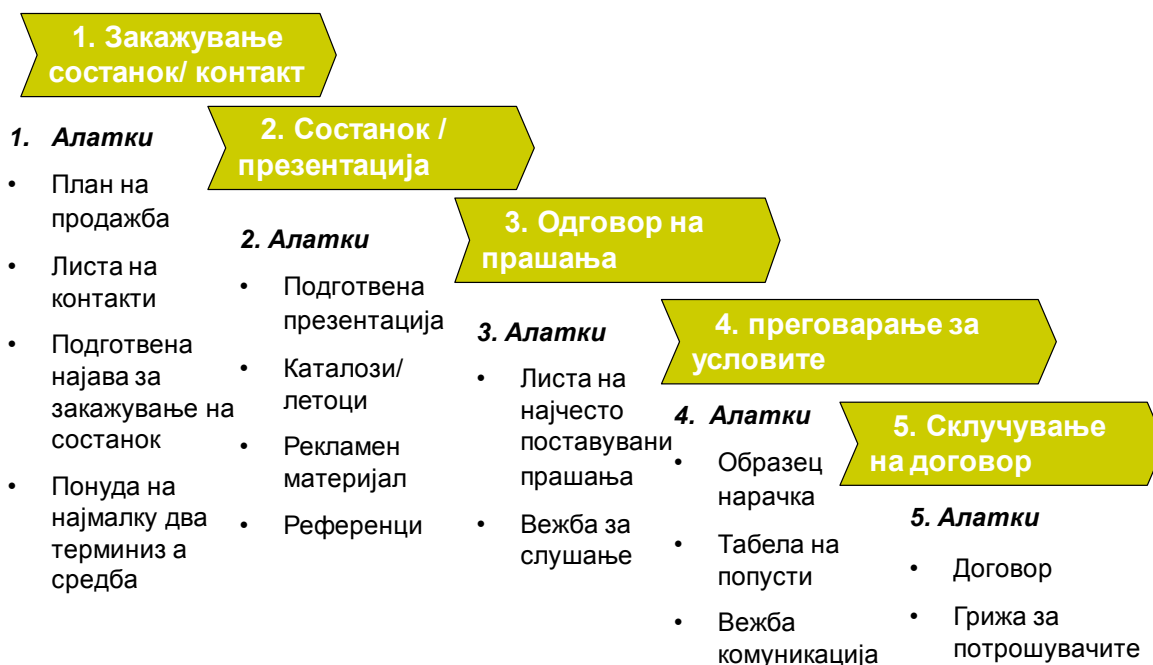 1. Закажување
состанок/ контакт
1. Алатки
• План на
продажба
• Листа на
контакти
• Подготвена
најава за
закажување на
состанок
• Понуда на
најмалку два
терминиз а
средба
2. Состанок /
презентација
2. Алатки
• Подготвена
презентација
• Каталози/
летоци
• Рекламен
материјал
• Референци
3. Одговор на
прашања
3. Алатки
• Листа на
најчесто
поставувани
прашања
• Вежба за
слушање
4. преговарање за
условите
4. Алатки
• Образец
нарачка
• Табела на
попусти
• Вежба
комуникација
5. Склучување
на договор
5. Алатки
• Договор
• Грижа за
потрошувачите